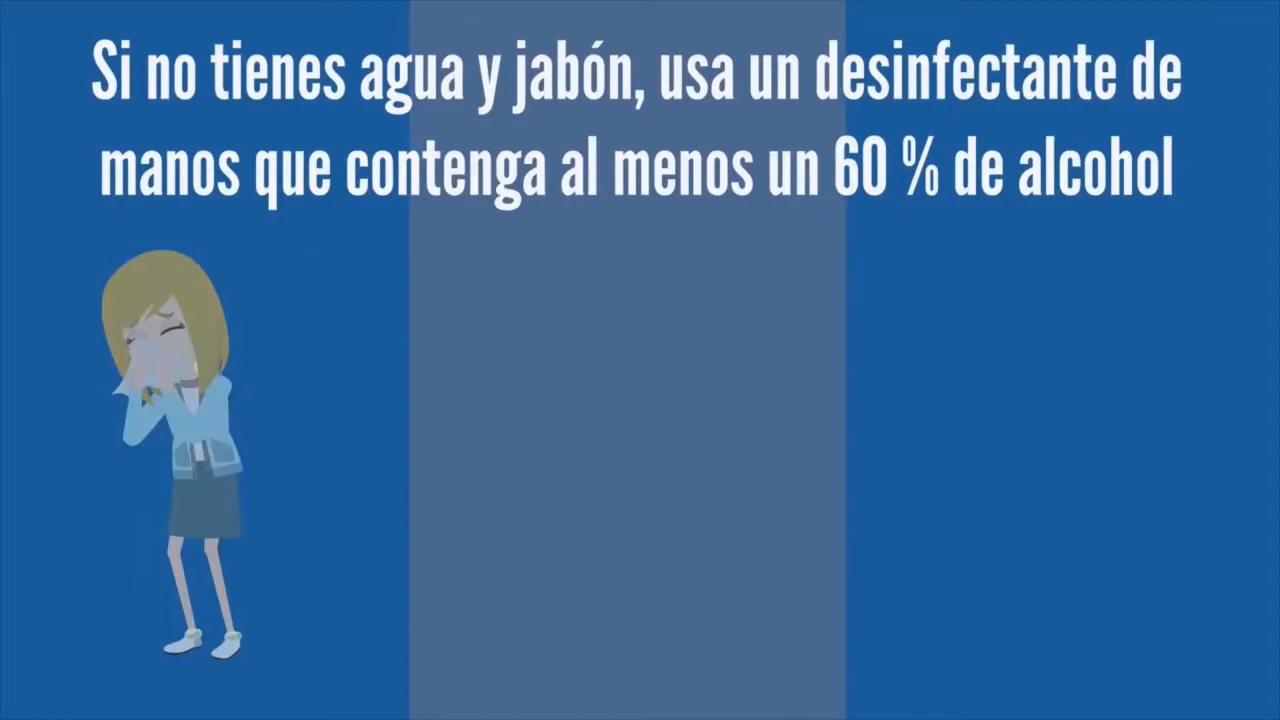 Si no tienes agua y jabón, usa un desinfectante de
manos que contenga al menos un 60 % de alcohol